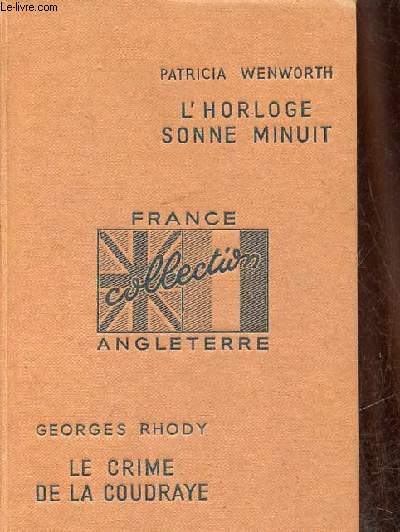 Le-livre.com
PATRICIA WENWORTH
L'HORLOGE
SONNE MINUIT
FRANCE
collection
ANGLETERRE
GEORGES RHODY
LE CRIME
DE LA COUDRAYE